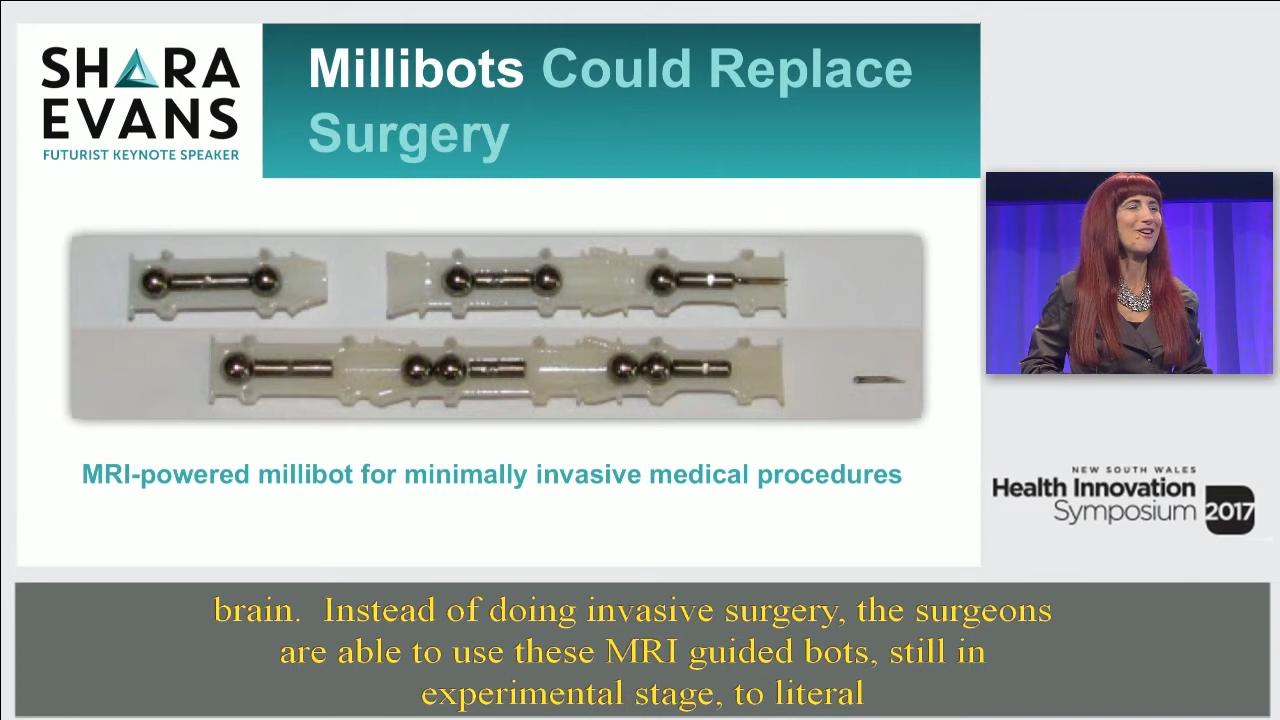 SHARA
EVANS
FUTURIST KEYNOTE SPEAKER
Millibots Could Replace
Surgery
MRI-powered millibot for minimally invasive medical procedures
NEW SOUTH WALES
Health Innovation
Symposium 2017
brain. Instead of doing invasive surgery, the surgeons
are able to use these MRI guided bots, still in
experimental stage, to literal